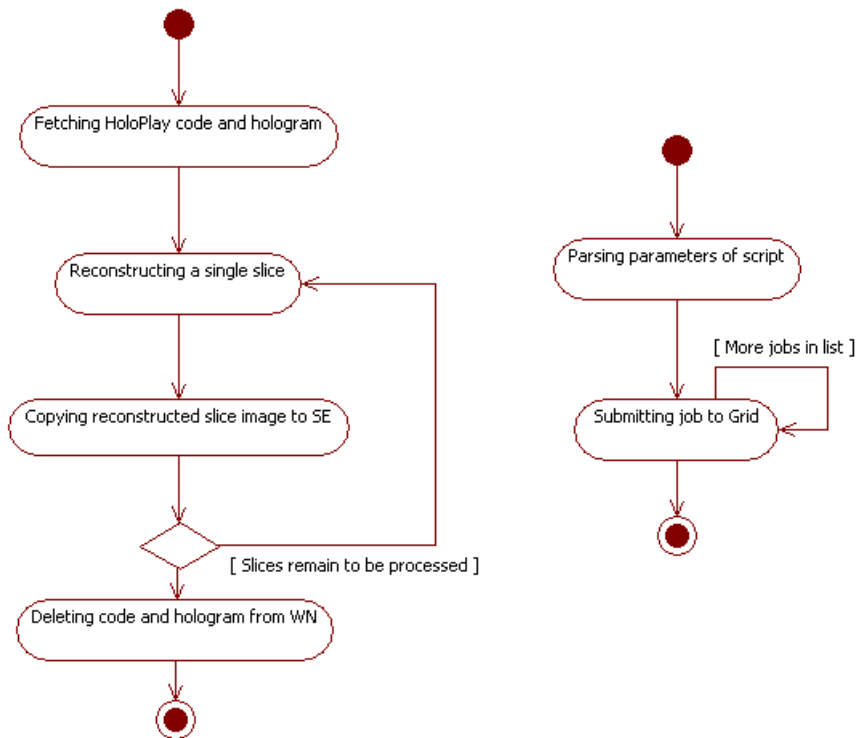 Fetching HoloPlay code and hologram
Reconstructing a single slice
Copying reconstructed slice image to SE
[ Slices remain to be processed ]
Deleting code and hologram from WN
Parsing parameters of script
[ More jobs in list ]
Submitting job to Grid